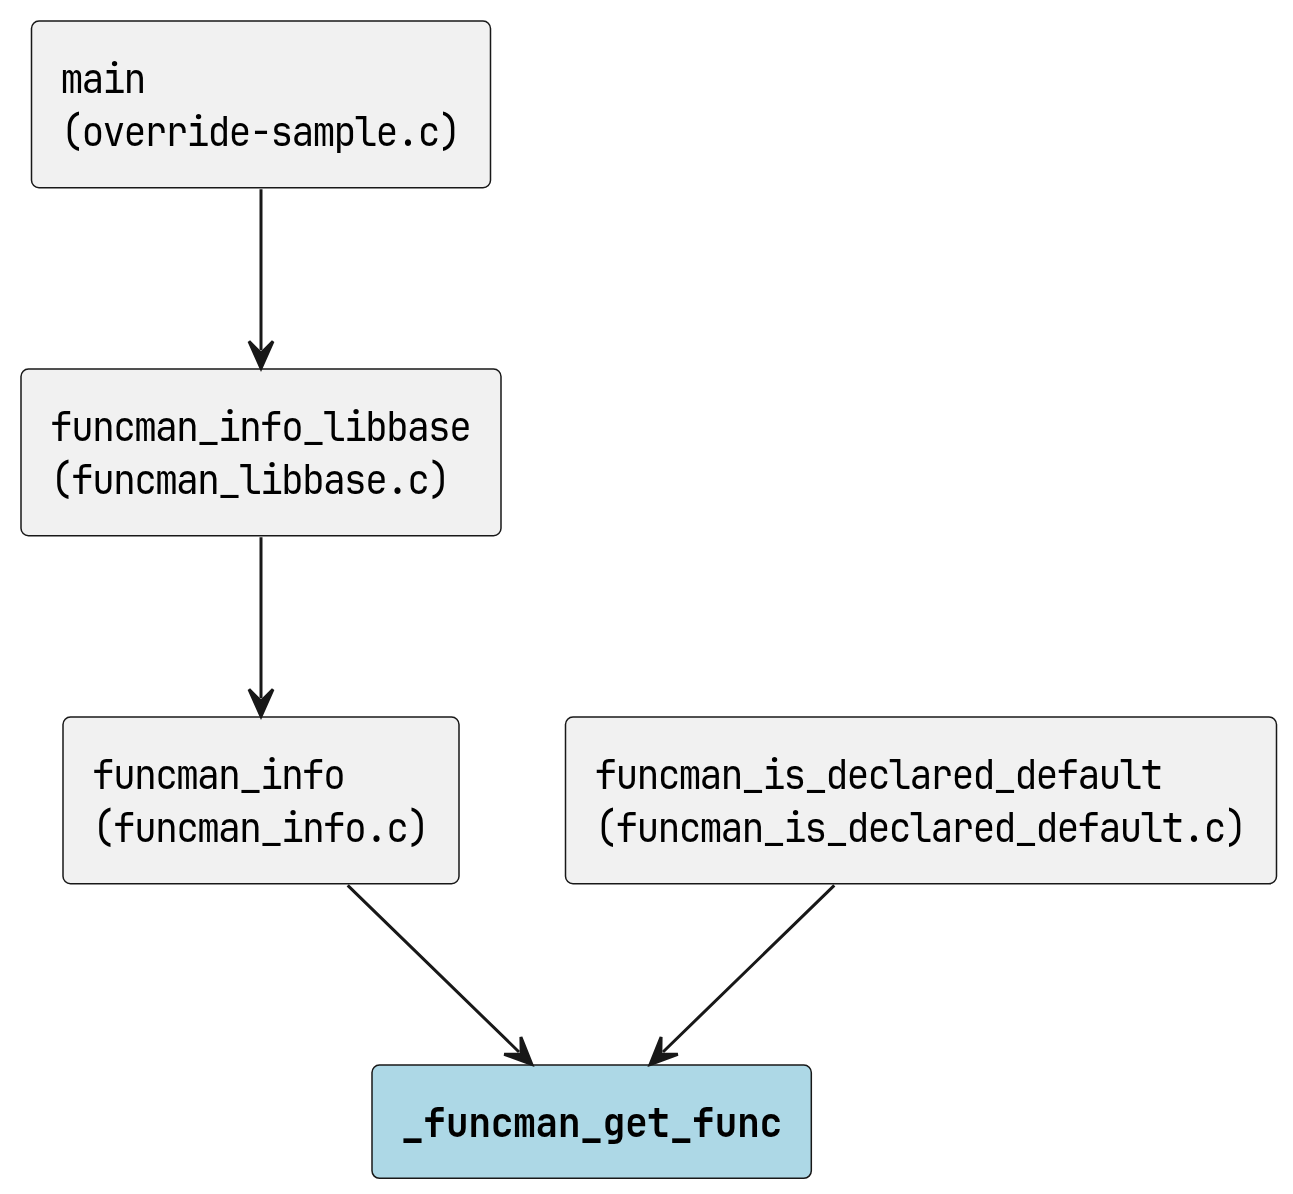 main
(override-sample.c)
funcman_info_libbase
(funcman_libbase.c)
funcman_info
(funcman_info.c)
funcman_is_declared_default
(funcman_is_declared_default.c)
_funcman_get_func